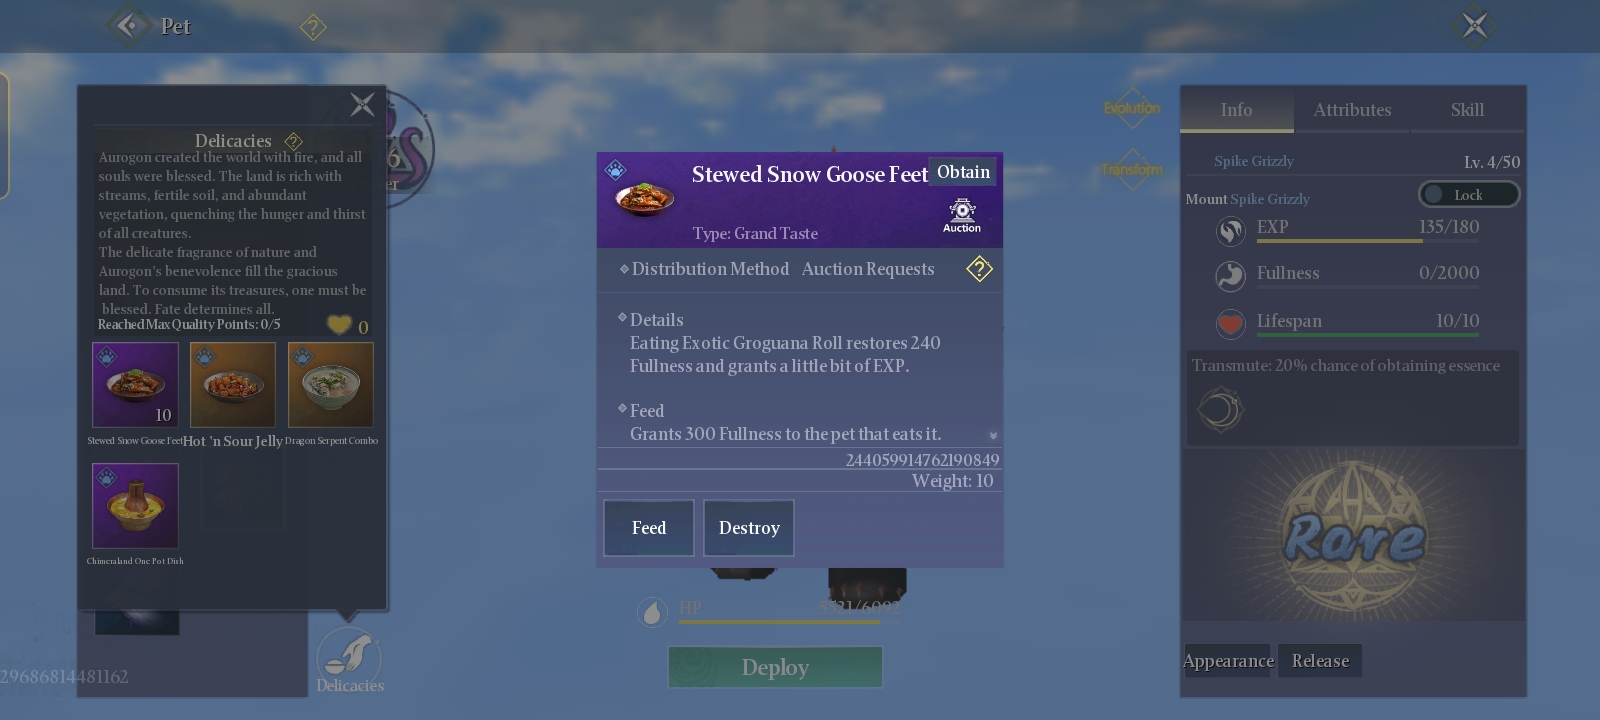 Pet
Delicacies
Aurogon created the world with fire, and all
souls were blessed. The land is rich with
streams, fertile soil, and abundant
vegetation, quenching the hunger and thirst
of all creatures.
The delicate fragrance of nature and
Aurogon's benevolence fill the gracious
land. To consume its treasures, one must be
blessed. Fate determines all.
Reached Max Quality Points: 0/5
0
10
Stewed Snow Goose Feet
Hot 'n Sour Jelly
Dragon Serpent Combo
Chimeraland One Pot Dish
29686814481162
Delicacies
Stewed Snow Goose Feet
Obtain
Type: Grand Taste
Auction
Distribution Method Auction Requests
Details
Eating Exotic Groguana Roll restores 240
Fullness and grants a little bit of EXP.
Feed
Grants 300 Fullness to the pet that eats it.
244059914762190849
Weight: 10
Feed
Destroy
HP
5521/6092
Deploy
Evolution
Transform
Info
Attributes
Skill
Spike Grizzly
Lv. 4/50
Mount Spike Grizzly
Lock
EXP
135/180
Fullness
0/2000
Lifespan
10/10
Transmute: 20% chance of obtaining essence
Rare
Appearance
Release